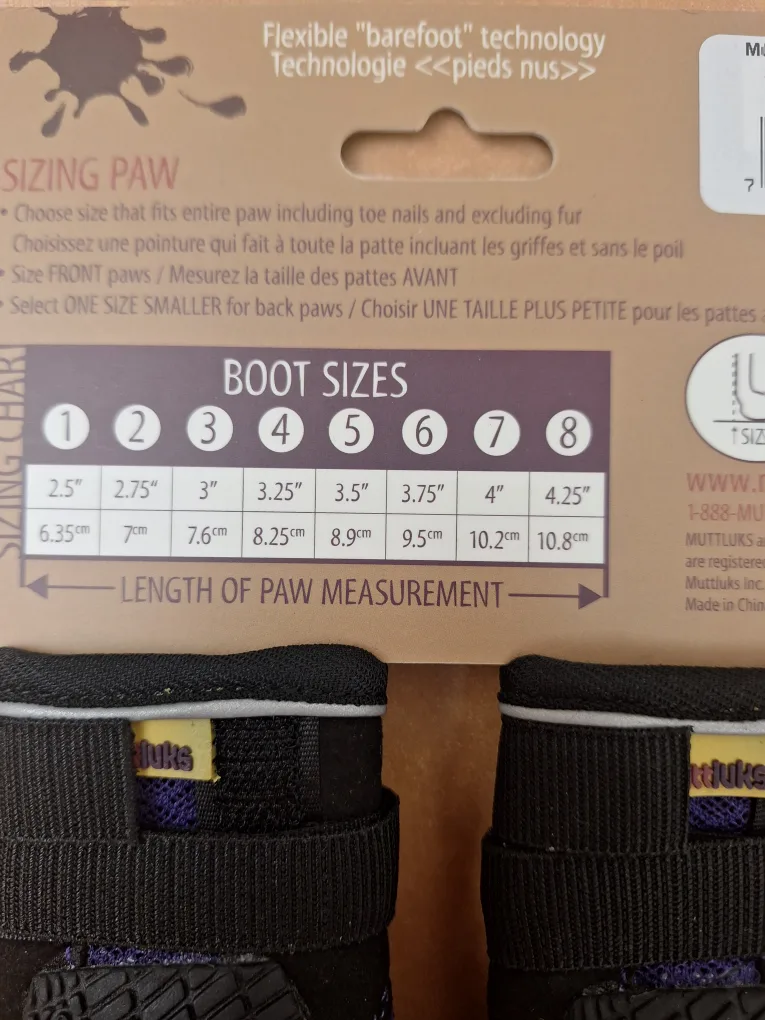 Flexible "barefoot" technology
Technologie <<pieds nus>>
SIZING PAW
• Choose size that fits entire paw including toe nails and excluding fur
Choisissez une pointure qui fait à toute la patte incluant les griffes et sans le poil
• Size FRONT paws / Mesurez la taille des pattes AVANT
• Select ONE SIZE SMALLER for back paws / Choisir UNE TAILLE PLUS PETITE pour les pattes
SIZING CHAR
BOOT SIZES
1 2 3 4 5 6 7 8
2.5" 2.75" 3" 3.25" 3.5" 3.75" 4" 4.25"
6.35cm 7cm 7.6cm 8.25cm 8.9cm 9.5cm 10.2cm 10.8cm
LENGTH OF PAW MEASUREMENT
7
↑SIZ
www.
1-888-MU
MUTTLUKS a
are registere
Muttluks Inc.
Made in Chin
luks
ttluks